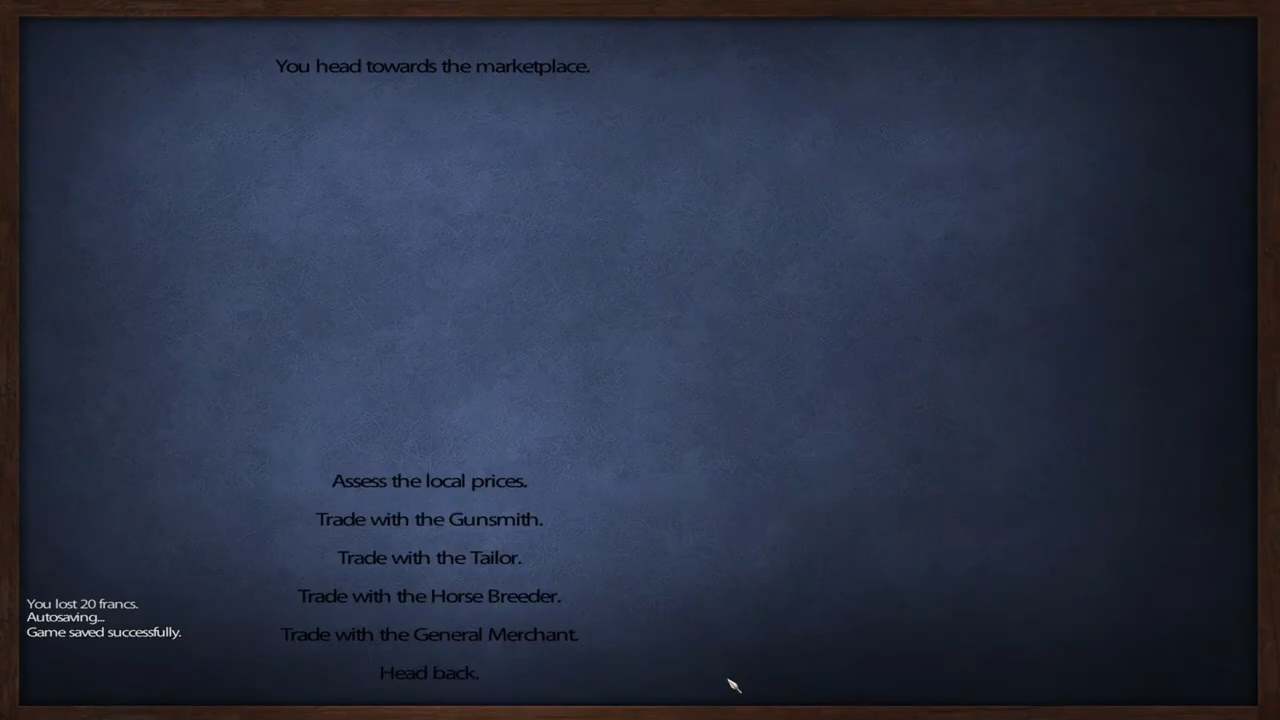 You head towards the marketplace.
Assess the local prices.
Trade with the Gunsmith.
Trade with the Tailor.
Trade with the Horse Breeder.
Trade with the General Merchant.
Head back.
You lost 20 francs.
Autosaving...
Game saved successfully.